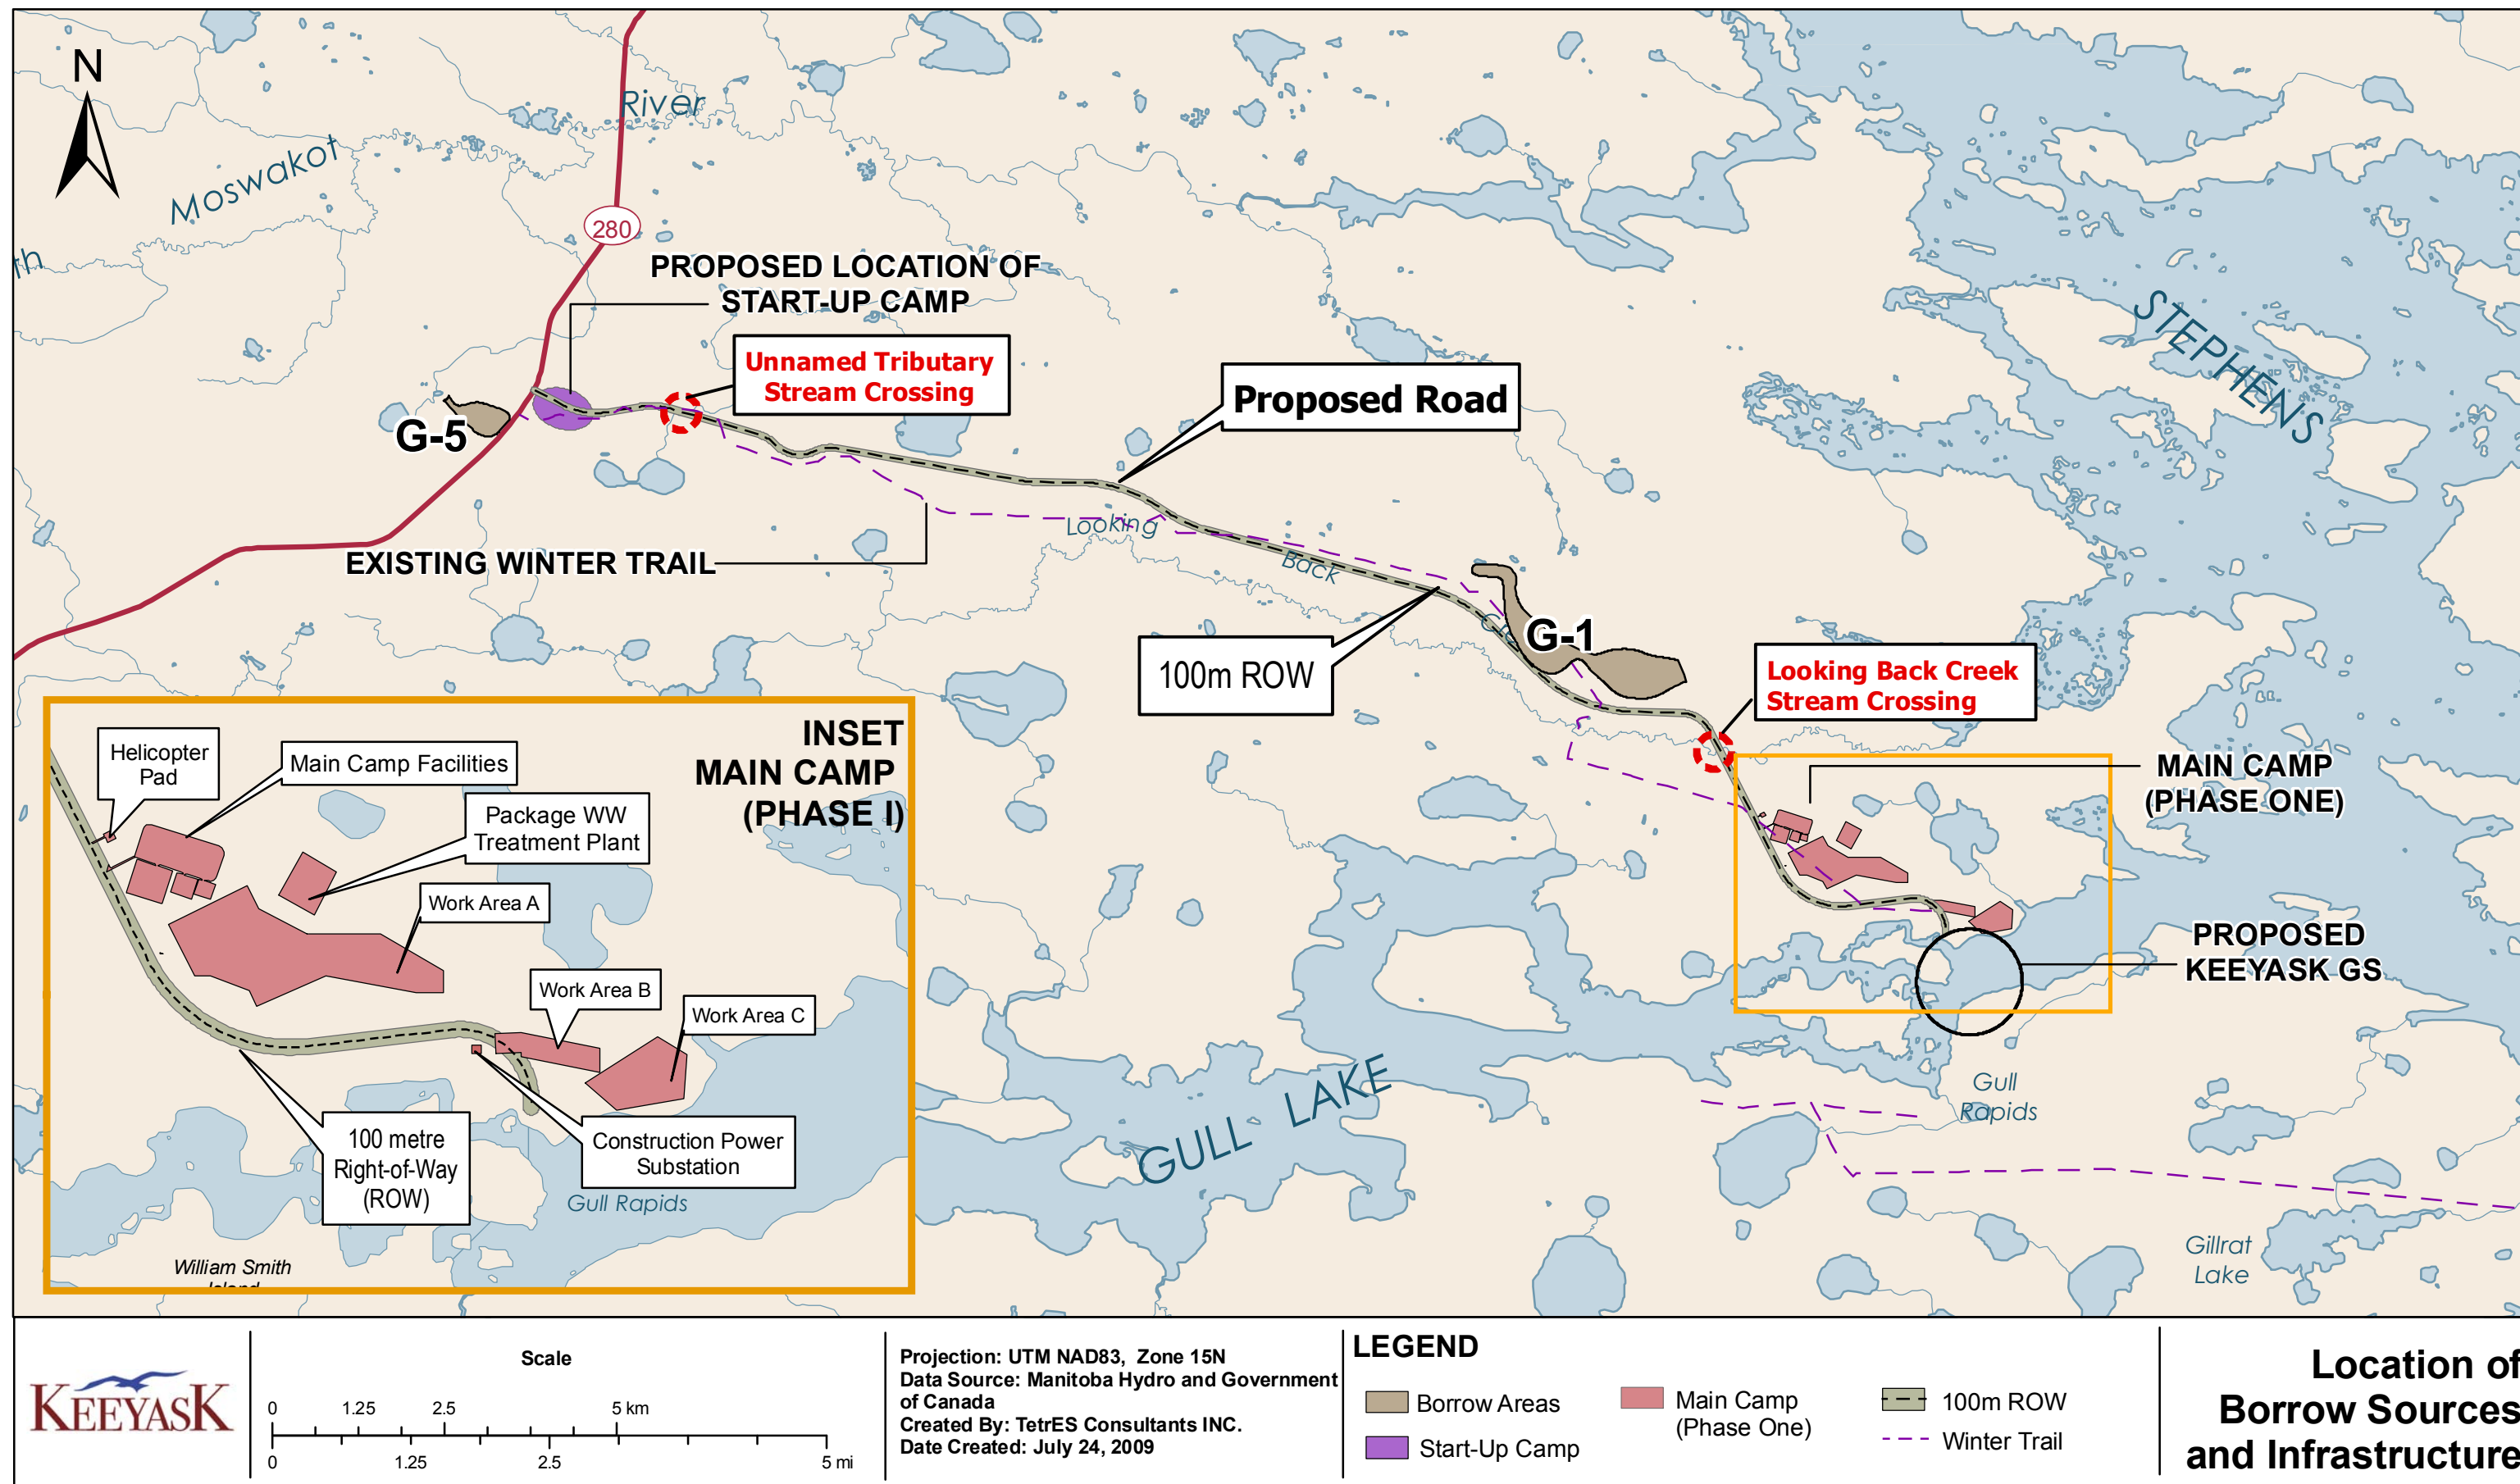 N
River
Moswakot
rth
280
PROPOSED LOCATION OF
START-UP CAMP
Unnamed Tributary
Stream Crossing
Proposed Road
STEPHENS
G-5
Looking
Back
EXISTING WINTER TRAIL
G-1
100m ROW
Looking Back Creek
Stream Crossing
MAIN CAMP
(PHASE ONE)
PROPOSED
KEEYASK GS
GULL LAKE
Gull
Rapids
Gillrat
Lake
INSET
MAIN CAMP
(PHASE I)
Helicopter
Pad
Main Camp Facilities
Package WW
Treatment Plant
Work Area A
Work Area B
Work Area C
100 metre
Right-of-Way
(ROW)
Construction Power
Substation
Gull Rapids
William Smith
Island
KEEYASK
Scale
0 1.25 2.5 5 km
0 1.25 2.5 5 mi
Projection: UTM NAD83, Zone 15N
Data Source: Manitoba Hydro and Government
of Canada
Created By: TetrES Consultants INC.
Date Created: July 24, 2009
LEGEND
Borrow Areas
Start-Up Camp
Main Camp
(Phase One)
100m ROW
Winter Trail
Location of
Borrow Sources
and Infrastructure